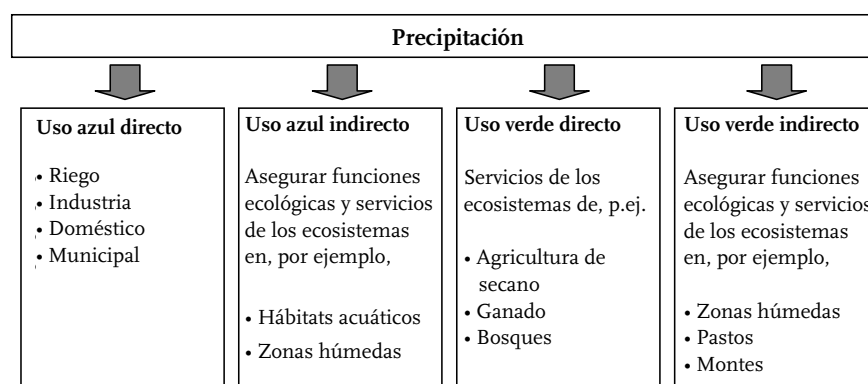 Precipitación
Uso azul directo
• Riego
• Industria
• Doméstico
• Municipal
Uso azul indirecto
Asegurar funciones
ecológicas y servicios
de los ecosistemas
en, por ejemplo,
• Hábitats acuáticos
• Zonas húmedas
Uso verde directo
Servicios de los
ecosistemas de, p.ej.
• Agricultura de
secano
• Ganado
• Bosques
Uso verde indirecto
Asegurar funciones
ecológicas y servicios
de los ecosistemas
en, por ejemplo,
• Zonas húmedas
• Pastos
• Montes